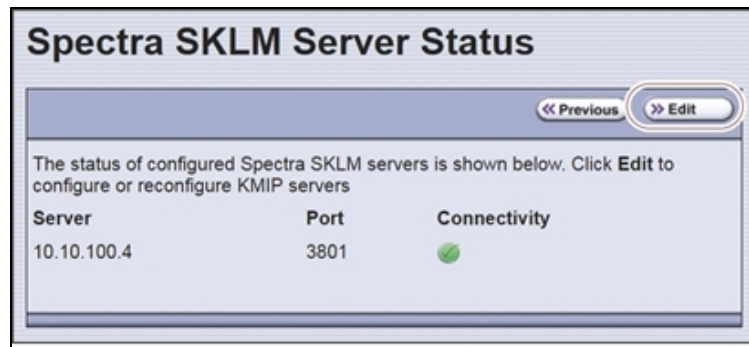 Spectra SKLM Server Status
Previous Edit
The status of configured Spectra SKLM servers is shown below. Click Edit to
configure or reconfigure KMIP servers
Server Port Connectivity
10.10.100.4 3801